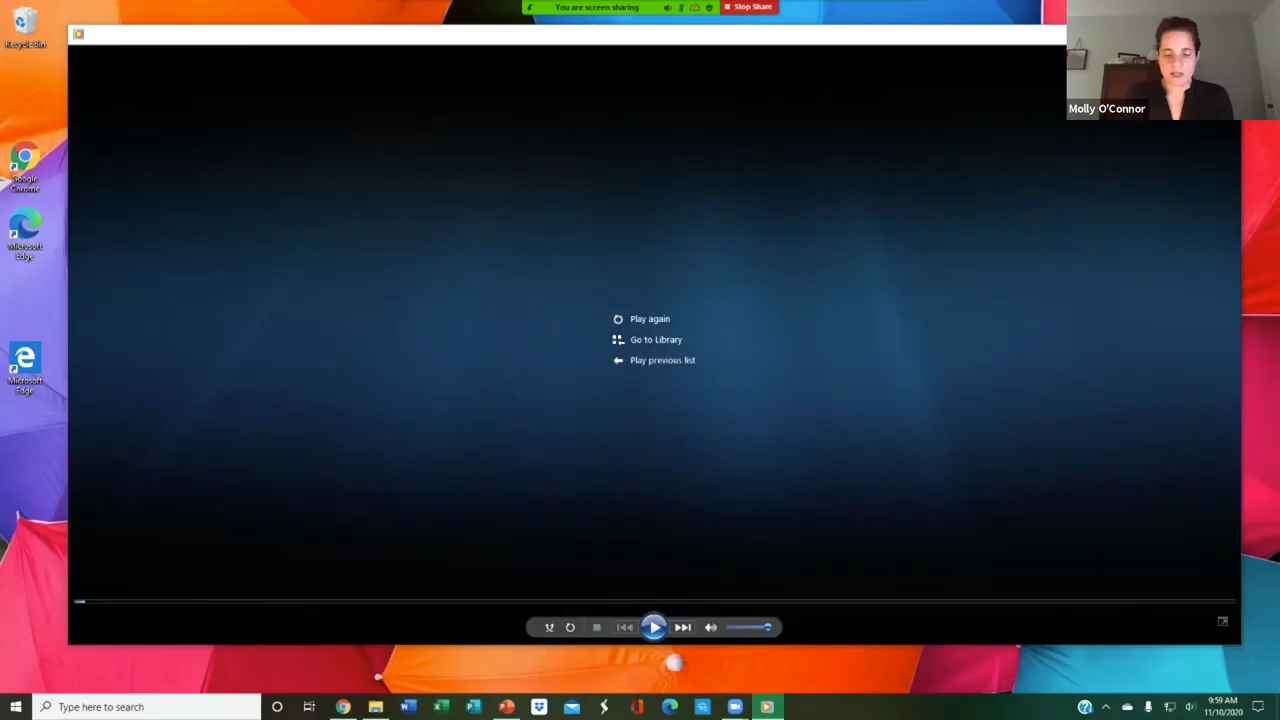 You are screen sharing
Stop Share
Recycle Bin
Molly O'Connor
Google
Chrome
Microsoft
Edge
Play again
Go to Library
Play previous list
Microsoft
Edge
Type here to search
9:59 AM
11/10/2020